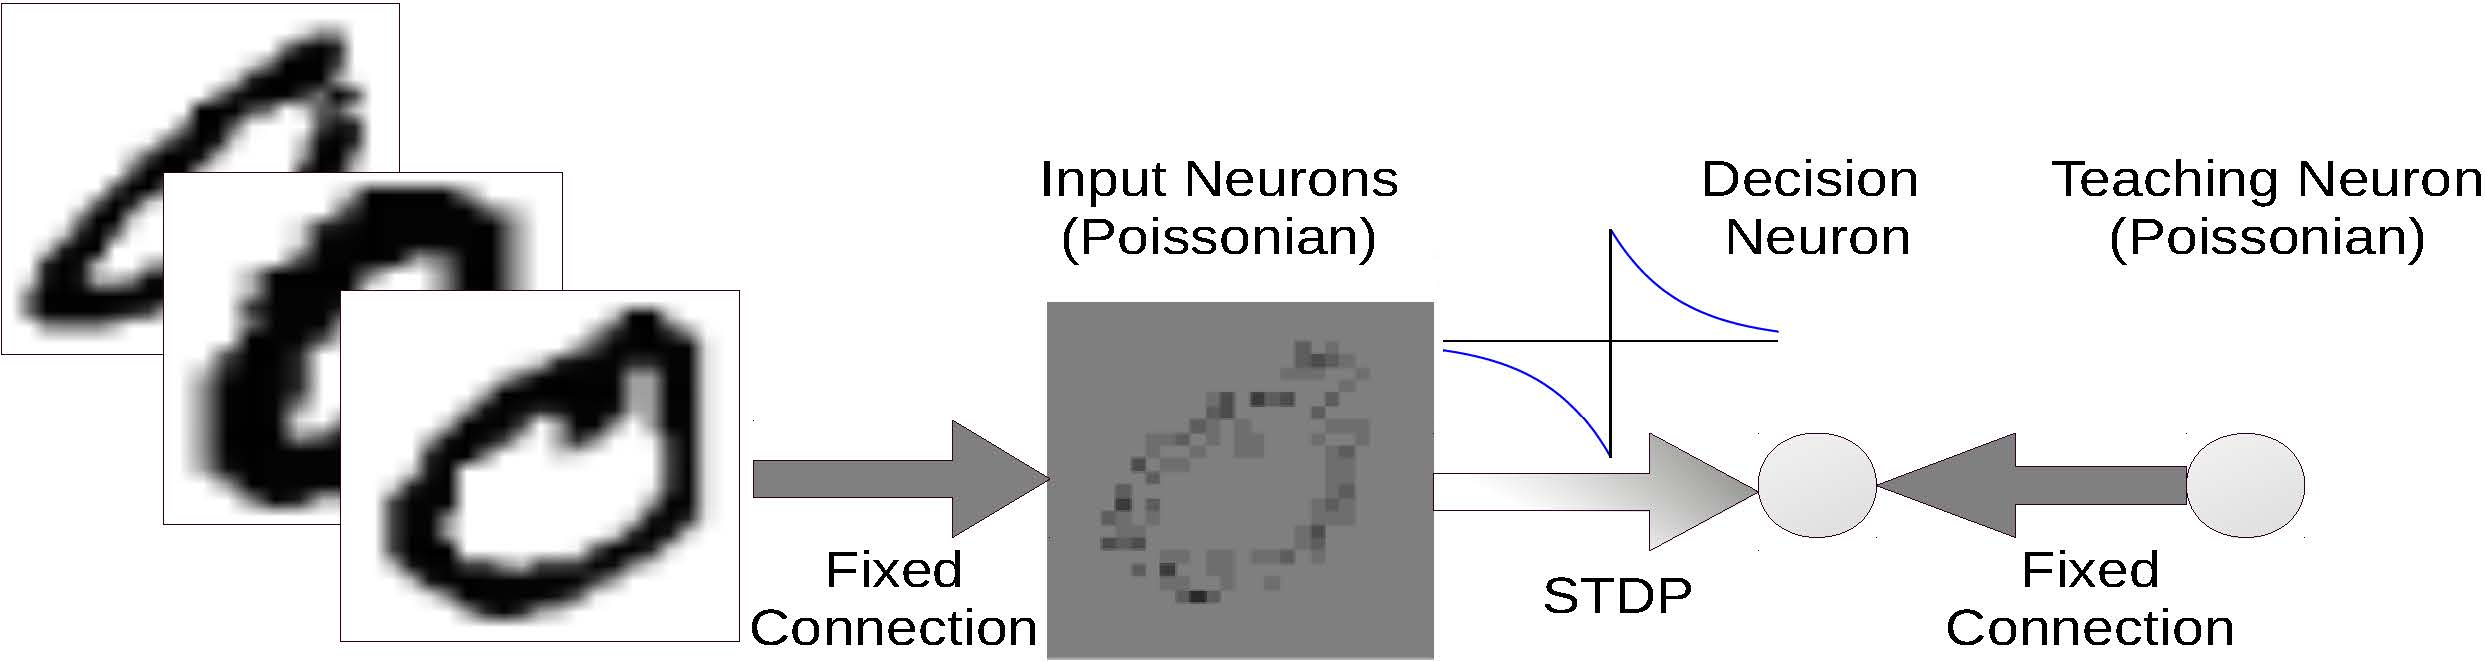 Input Neurons
(Poissonian)
Decision
Neuron
Teaching Neuron
(Poissonian)
Fixed
Connection
STDP
Fixed
Connection